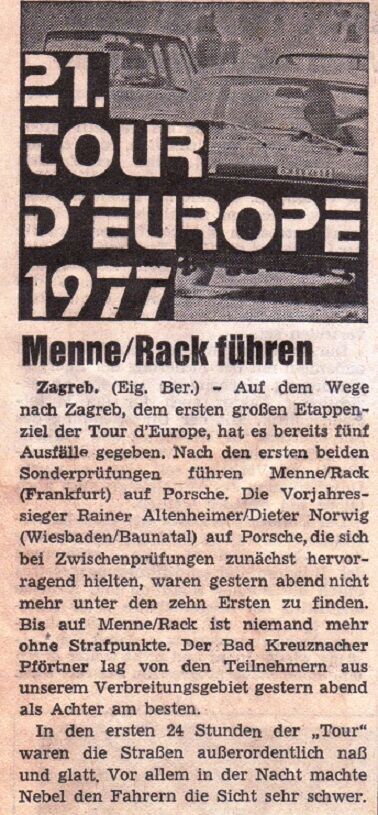 21.
TOUR
D'EUROPE
1977
Menne/Rack führen
Zagreb. (Eig. Ber.) – Auf dem Wege
nach Zagreb, dem ersten großen Etappen-
ziel der Tour d'Europe, hat es bereits fünf
Ausfälle gegeben. Nach den ersten beiden
Sonderprüfungen führen Menne/Rack
(Frankfurt) auf Porsche. Die Vorjahres-
sieger Rainer Altenheimer/Dieter Norwig
(Wiesbaden/Baunatal) auf Porsche, die sich
bei Zwischenprüfungen zunächst hervor-
ragend hielten, waren gestern abend nicht
mehr unter den zehn Ersten zu finden.
Bis auf Menne/Rack ist niemand mehr
ohne Strafpunkte. Der Bad Kreuznacher
Pförtner lag von den Teilnehmern aus
unserem Verbreitungsgebiet gestern abend
als Achter am besten.
In den ersten 24 Stunden der „Tour“
waren die Straßen außerordentlich naß
und glatt. Vor allem in der Nacht machte
Nebel den Fahrern die Sicht sehr schwer.